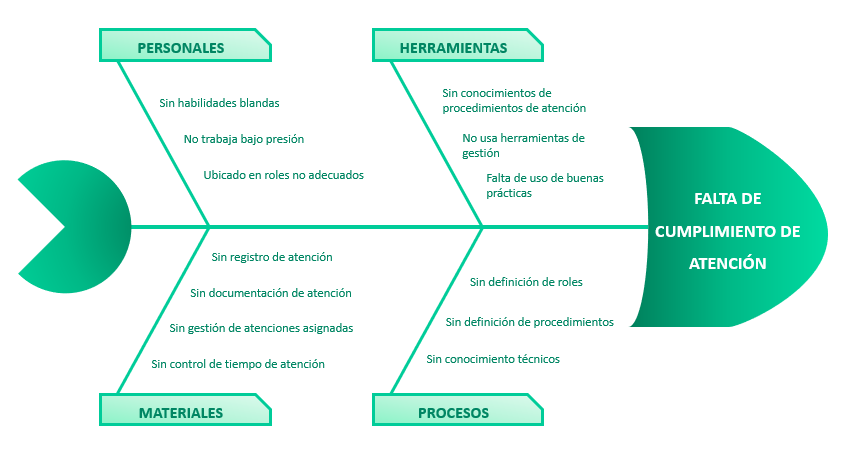 PERSONALES
Sin habilidades blandas
No trabaja bajo presión
Ubicado en roles no adecuados
HERRAMIENTAS
Sin conocimientos de
procedimientos de atención
No usa herramientas de
gestión
Falta de uso de buenas
prácticas
FALTA DE
CUMPLIMIENTO DE
ATENCIÓN
Sin registro de atención
Sin documentación de atención
Sin gestión de atenciones asignadas
Sin control de tiempo de atención
MATERIALES
Sin definición de roles
Sin definición de procedimientos
Sin conocimiento técnicos
PROCESOS